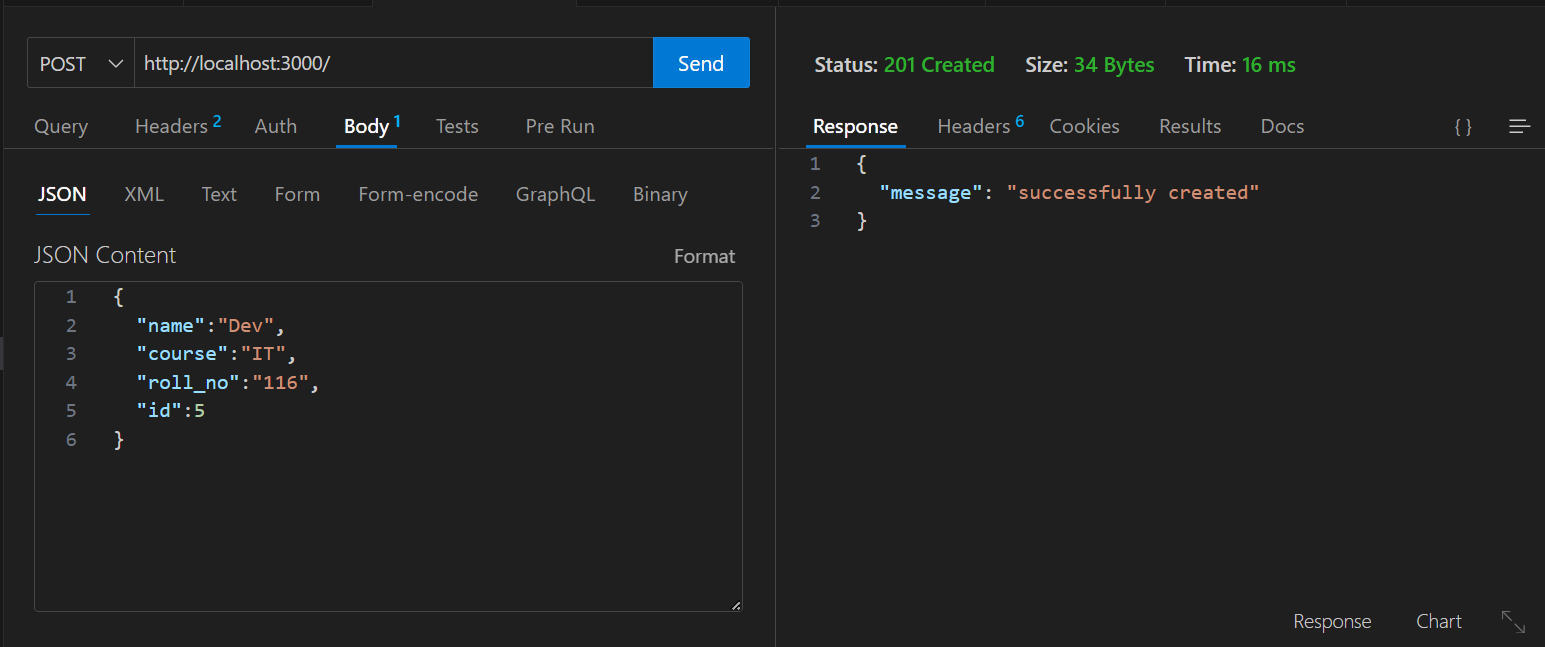 POST http://localhost:3000/ Send
Query Headers 2 Auth Body 1 Tests Pre Run
JSON XML Text Form Form-encode GraphQL Binary
JSON Content Format
1 {
2 "name":"Dev",
3 "course":"IT",
4 "roll_no":"116",
5 "id":5
6 }
Status: 201 Created Size: 34 Bytes Time: 16 ms
Response Headers 6 Cookies Results Docs { }
1 {
2 "message": "successfully created"
3 }
Response Chart